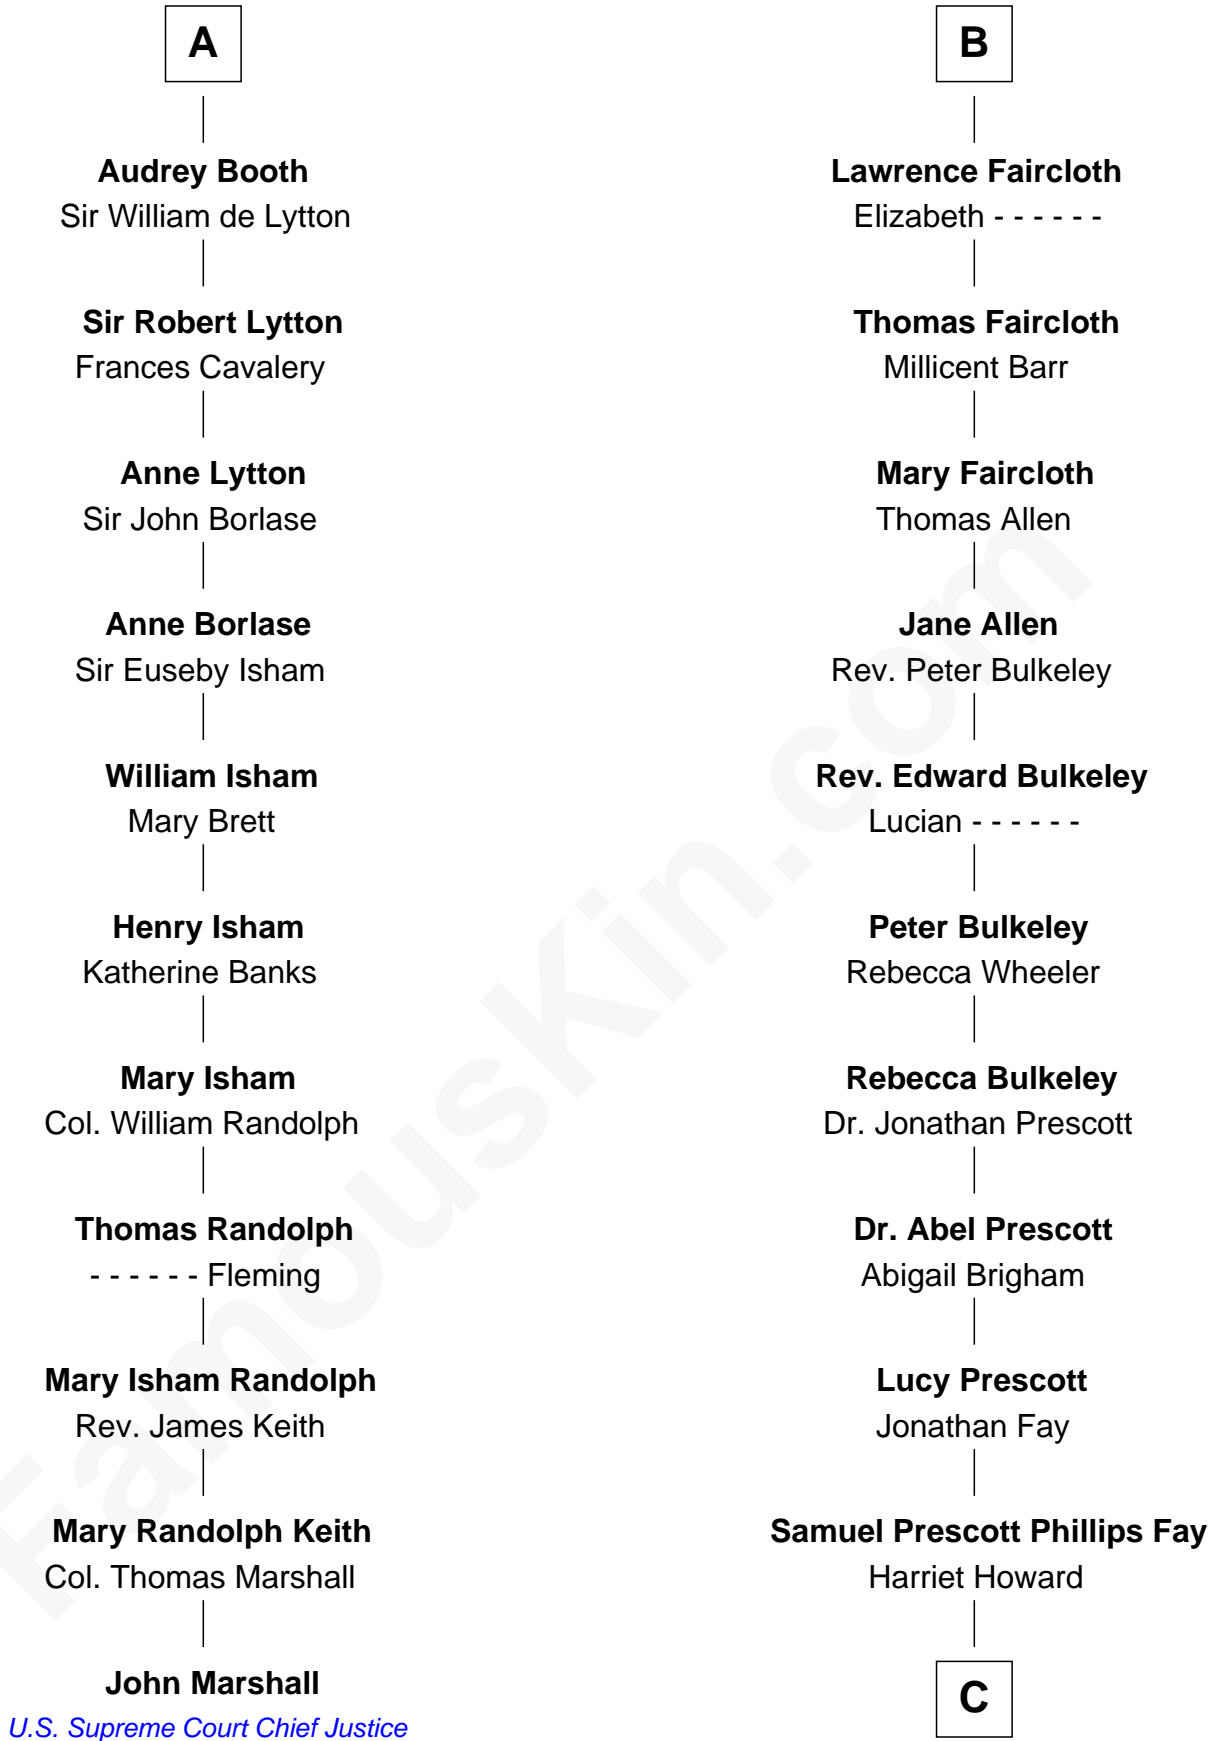 A
Audrey Booth
Sir William de Lytton
Sir Robert Lytton
Frances Cavalery
Anne Lytton
Sir John Borlase
Anne Borlase
Sir Euseby Isham
William Isham
Mary Brett
Henry Isham
Katherine Banks
Mary Isham
Col. William Randolph
Thomas Randolph
- - - - - - Fleming
Mary Isham Randolph
Rev. James Keith
Mary Randolph Keith
Col. Thomas Marshall
John Marshall
U.S. Supreme Court Chief Justice
B
Lawrence Faircloth
Elizabeth - - - - - -
Thomas Faircloth
Millicent Barr
Mary Faircloth
Thomas Allen
Jane Allen
Rev. Peter Bulkeley
Rev. Edward Bulkeley
Lucian - - - - - -
Peter Bulkeley
Rebecca Wheeler
Rebecca Bulkeley
Dr. Jonathan Prescott
Dr. Abel Prescott
Abigail Brigham
Lucy Prescott
Jonathan Fay
Samuel Prescott Phillips Fay
Harriet Howard
C
FamousKin.com